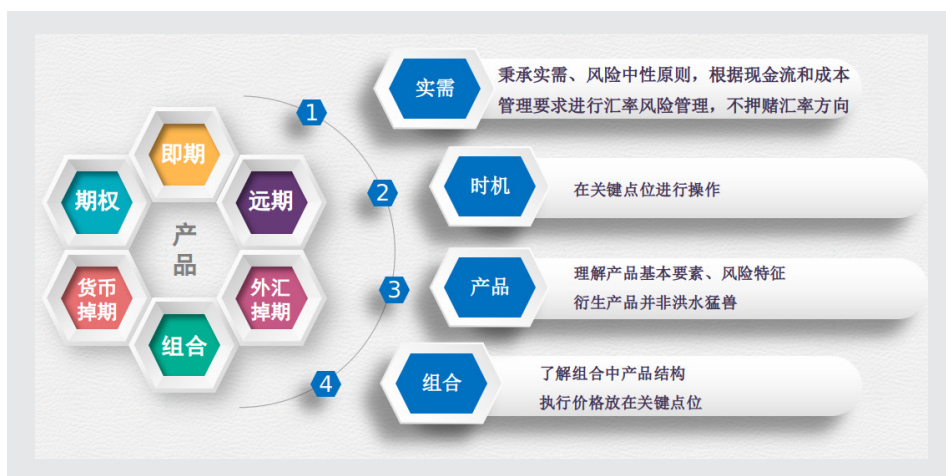 即期
期权
远期
产
品
货币
掉期
外汇
掉期
组合
1
实需
秉承实需、风险中性原则，根据现金流和成本
管理要求进行汇率风险管理，不押赌汇率方向
2
时机
在关键点位进行操作
3
产品
理解产品基本要素、风险特征
衍生产品并非洪水猛兽
4
组合
了解组合中产品结构
执行价格放在关键点位